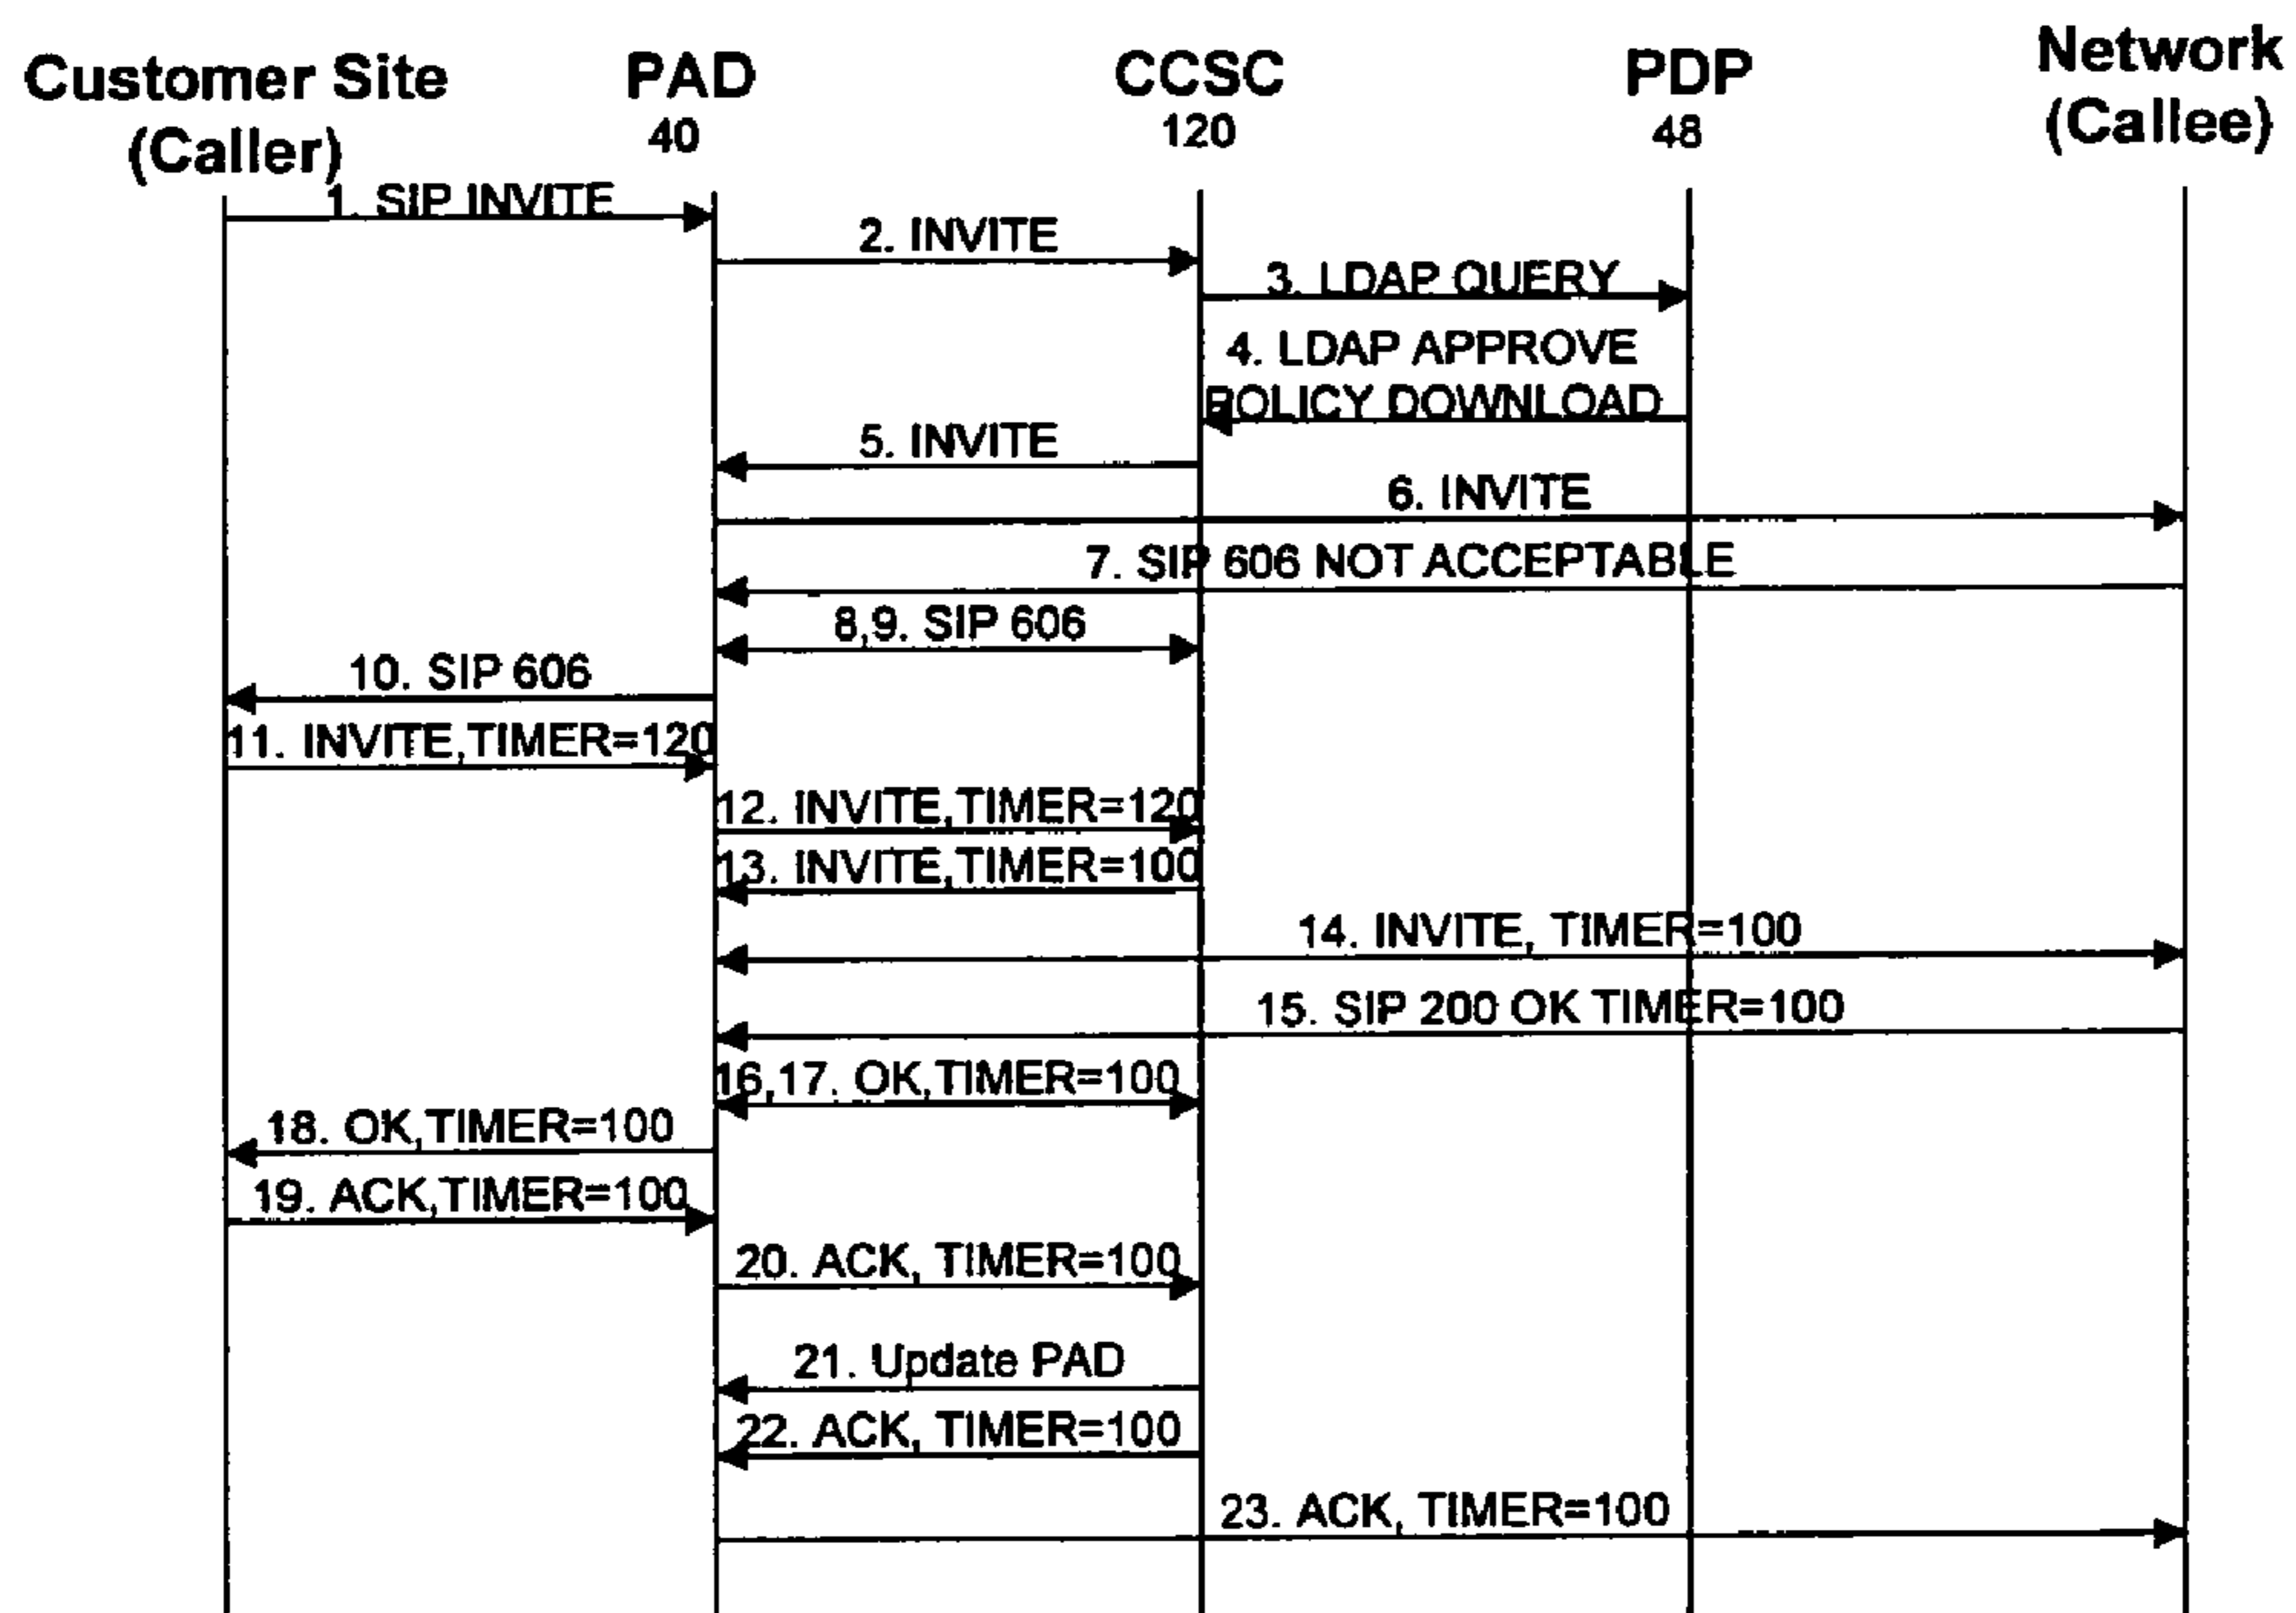 Customer Site
(Caller)
PAD
40
CCSC
120
PDP
48
Network
(Callee)
1. SIP INVITE
2. INVITE
3. LDAP QUERY
4. LDAP APPROVE
POLICY DOWNLOAD
5. INVITE
6. INVITE
7. SIP 606 NOT ACCEPTABLE
8,9. SIP 606
10. SIP 606
11. INVITE,TIMER=120
12. INVITE,TIMER=120
13. INVITE,TIMER=100
14. INVITE, TIMER=100
15. SIP 200 OK TIMER=100
16,17. OK,TIMER=100
18. OK,TIMER=100
19. ACK,TIMER=100
20. ACK, TIMER=100
21. Update PAD
22. ACK, TIMER=100
23. ACK, TIMER=100